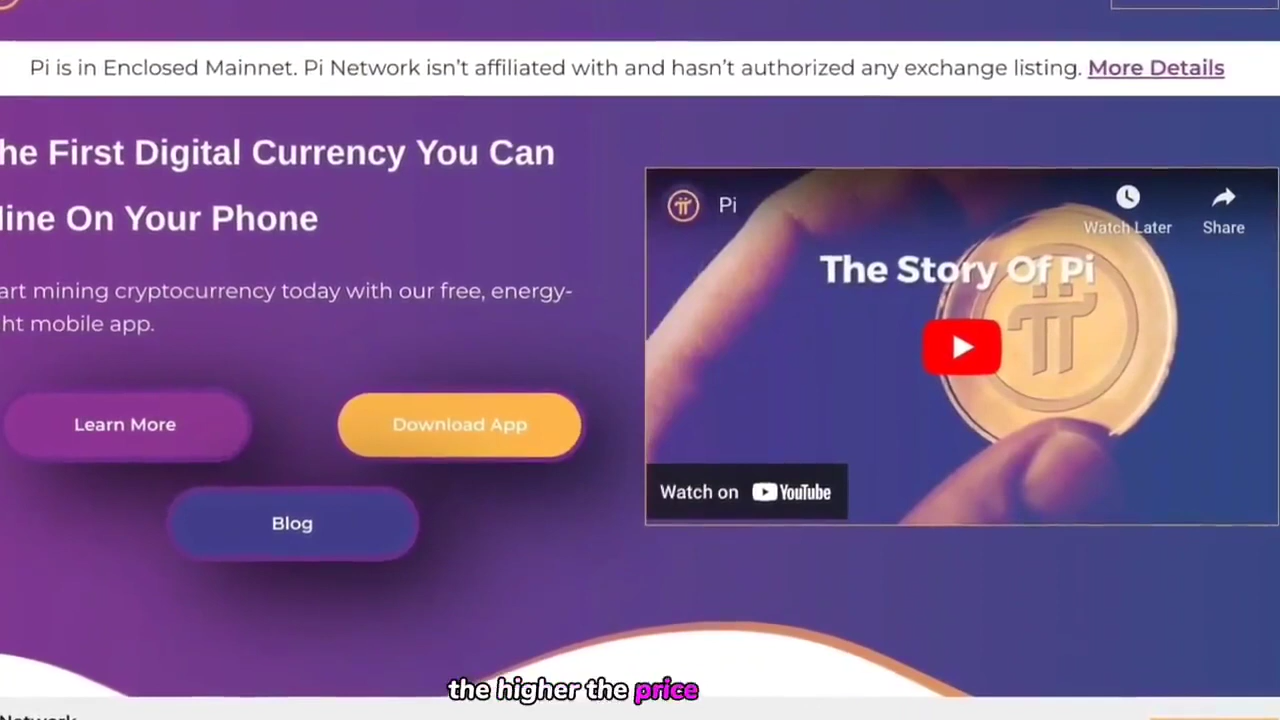 Pi is in Enclosed Mainnet. Pi Network isn't affiliated with and hasn't authorized any exchange listing. More Details
he First Digital Currency You Can
ine On Your Phone
art mining cryptocurrency today with our free, energy-
ht mobile app.
Learn More
Download App
Blog
Pi
Watch Later
Share
The Story Of Pi
Watch on YouTube
the higher the price